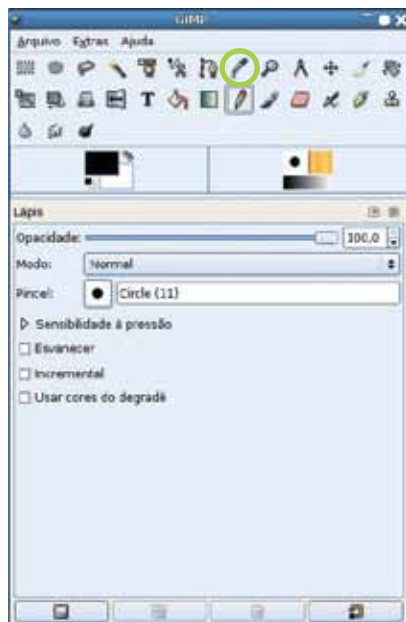 GIMP
Arquivo Extras Ajuda
Lápis
Opacidade: 100,0
Modo: Normal
Pincel: Circle (11)
Sensibilidade à pressão
Esvanecer
Incremental
Usar cores do degradê